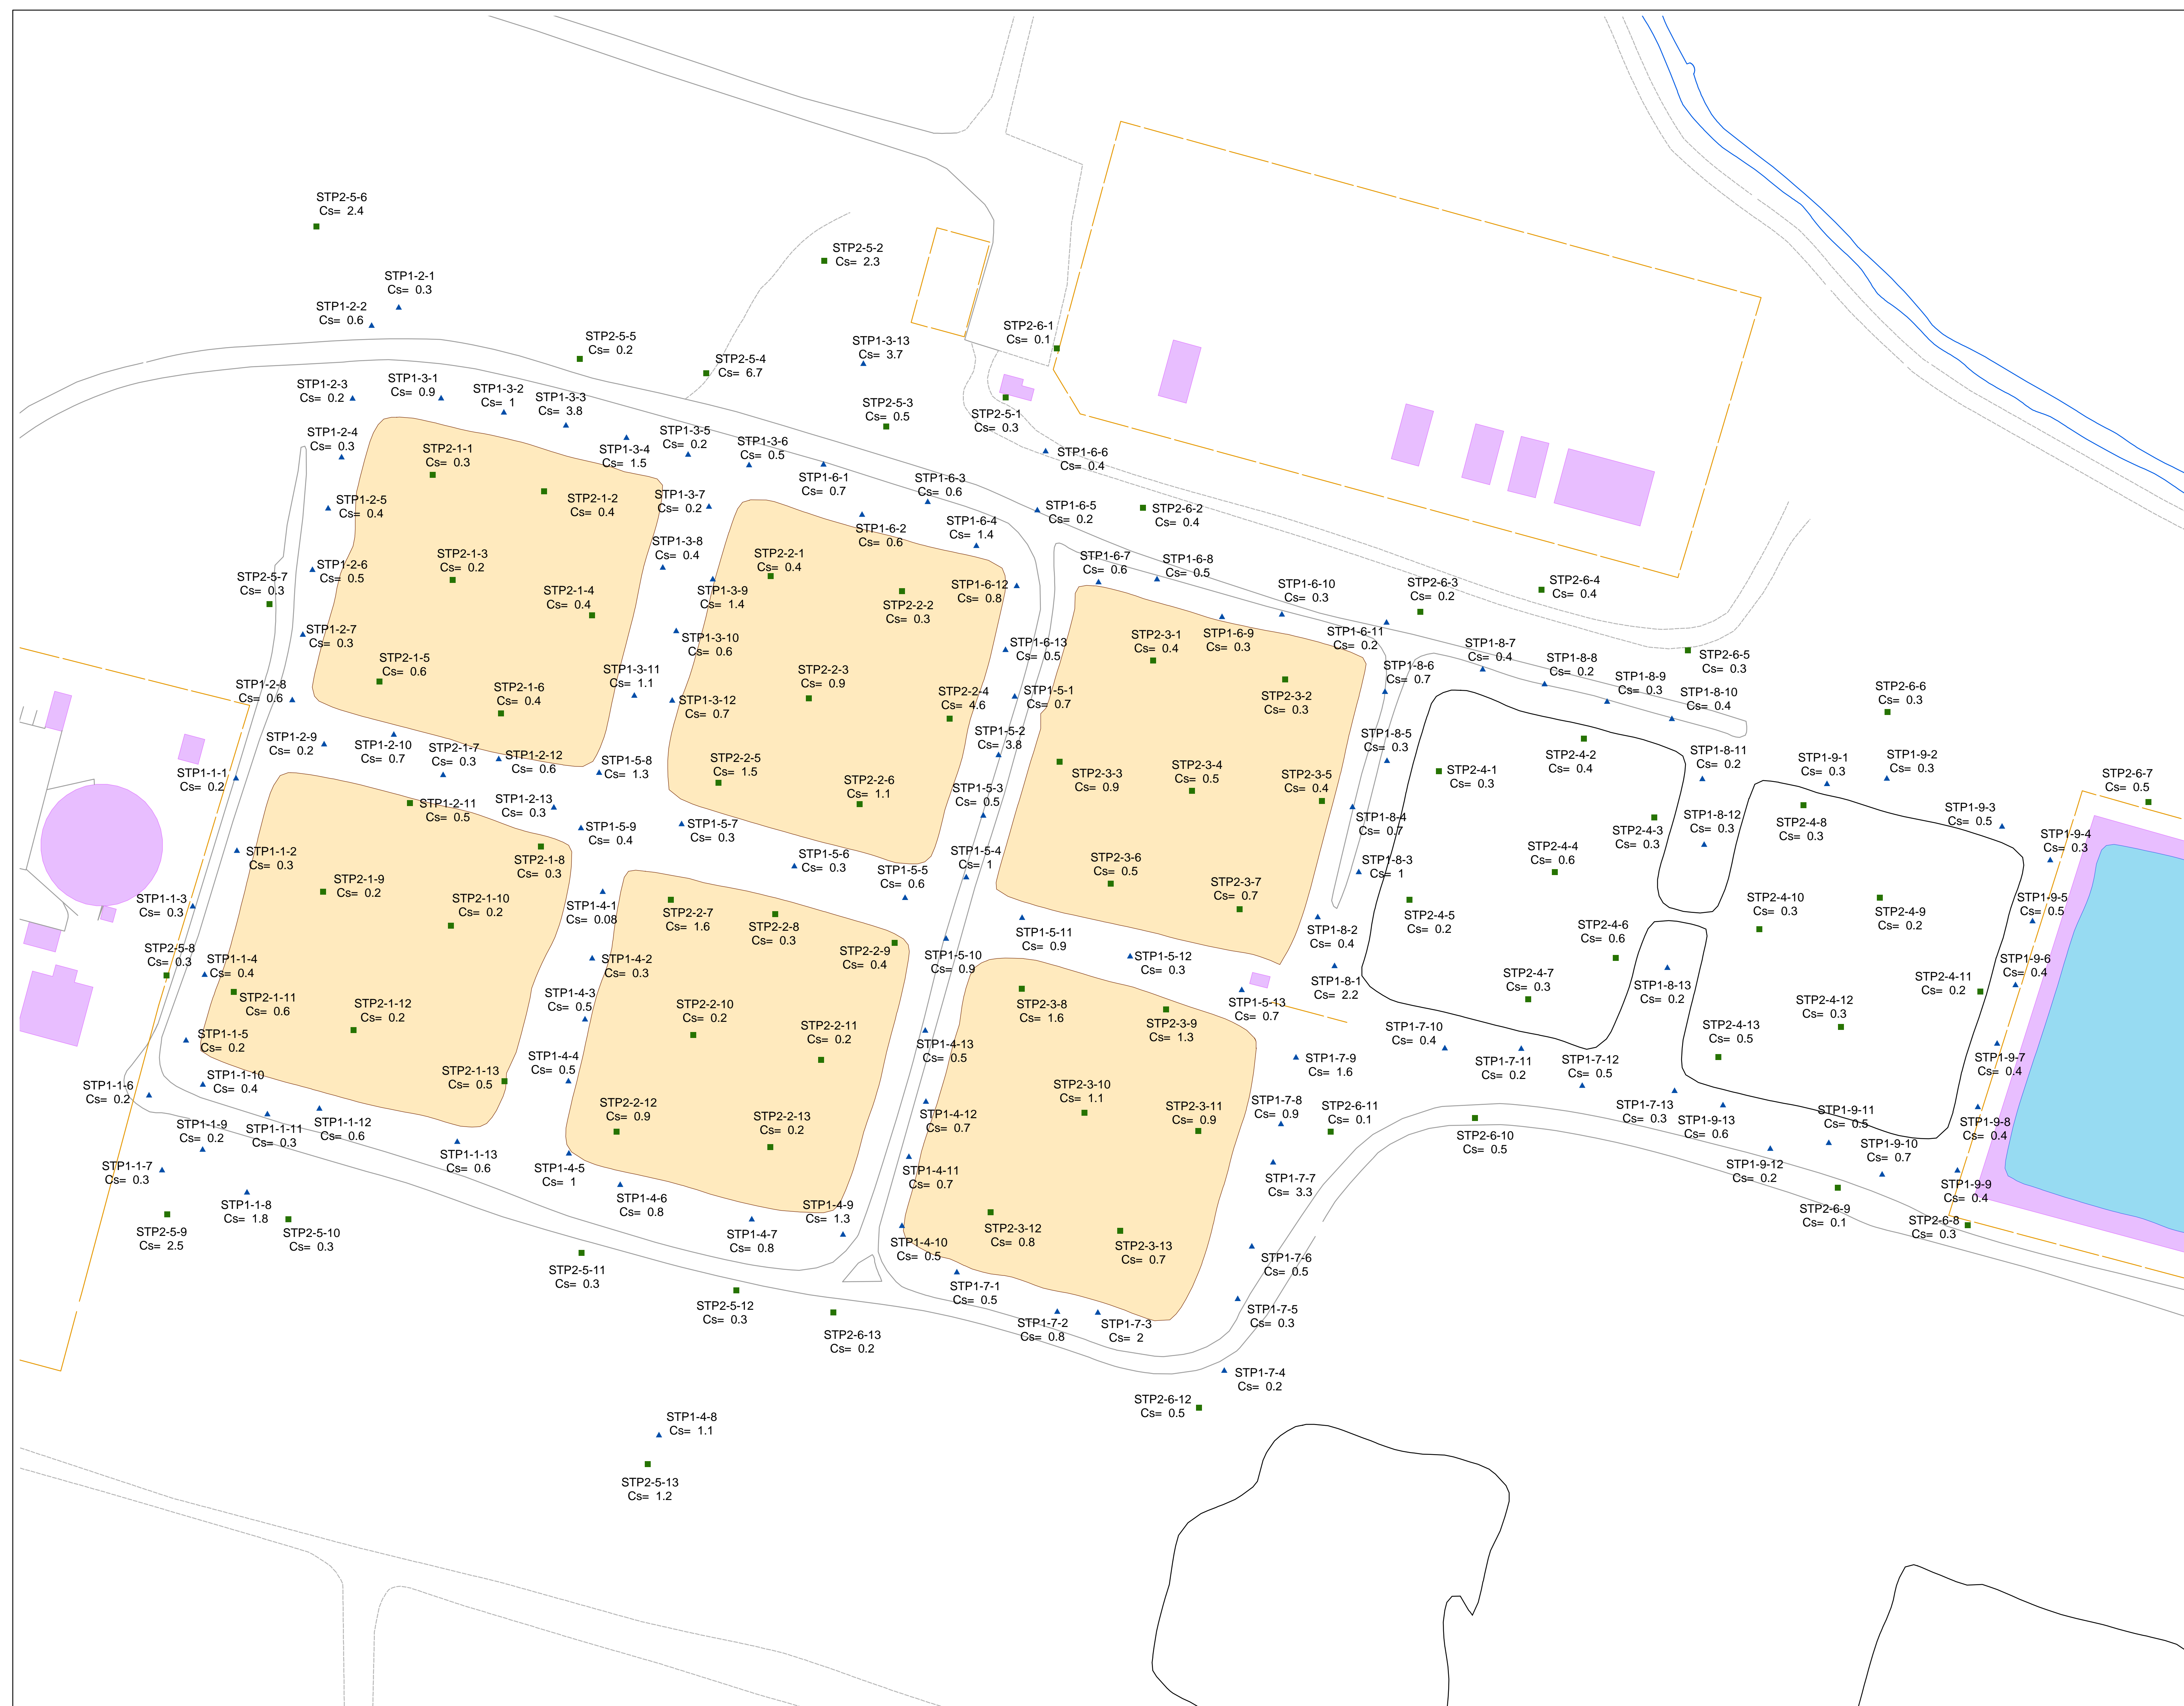 STP2-5-6
Cs= 2.4
STP1-2-1
Cs= 0.3
STP1-2-2
Cs= 0.6
STP2-5-2
Cs= 2.3
STP2-5-5
Cs= 0.2
STP2-5-4
Cs= 6.7
STP1-3-13
Cs= 3.7
STP2-6-1
Cs= 0.1
STP1-2-3
Cs= 0.2
STP1-3-1
Cs= 0.9
STP1-3-2
Cs= 1
STP1-3-3
Cs= 3.8
STP2-5-3
Cs= 0.5
STP2-5-1
Cs= 0.3
STP1-2-4
Cs= 0.3
STP2-1-1
Cs= 0.3
STP1-3-4
Cs= 1.5
STP1-3-5
Cs= 0.2
STP1-3-6
Cs= 0.5
STP1-6-1
Cs= 0.7
STP1-6-3
Cs= 0.6
STP1-6-6
Cs= 0.4
STP1-2-5
Cs= 0.4
STP2-1-2
Cs= 0.4
STP1-3-7
Cs= 0.2
STP1-6-2
Cs= 0.6
STP1-6-4
Cs= 1.4
STP1-6-5
Cs= 0.2
STP2-6-2
Cs= 0.4
STP2-5-7
Cs= 0.3
STP1-2-6
Cs= 0.5
STP2-1-3
Cs= 0.2
STP1-3-8
Cs= 0.4
STP2-2-1
Cs= 0.4
STP1-6-7
Cs= 0.6
STP1-6-8
Cs= 0.5
STP2-1-4
Cs= 0.4
STP1-3-9
Cs= 1.4
STP2-2-2
Cs= 0.3
STP1-6-12
Cs= 0.8
STP1-6-10
Cs= 0.3
STP2-6-3
Cs= 0.2
STP2-6-4
Cs= 0.4
STP1-2-7
Cs= 0.3
STP1-3-10
Cs= 0.6
STP1-6-13
Cs= 0.5
STP2-3-1
Cs= 0.4
STP1-6-9
Cs= 0.3
STP1-6-11
Cs= 0.2
STP1-8-7
Cs= 0.4
STP2-6-5
Cs= 0.3
STP2-1-5
Cs= 0.6
STP1-3-11
Cs= 1.1
STP2-2-3
Cs= 0.9
STP1-8-6
Cs= 0.7
STP1-8-8
Cs= 0.2
STP1-8-9
Cs= 0.3
STP1-8-10
Cs= 0.4
STP2-6-6
Cs= 0.3
STP1-2-8
Cs= 0.6
STP2-1-6
Cs= 0.4
STP1-3-12
Cs= 0.7
STP2-2-4
Cs= 4.6
STP1-5-1
Cs= 0.7
STP2-3-2
Cs= 0.3
STP1-2-9
Cs= 0.2
STP1-2-10
Cs= 0.7
STP2-1-7
Cs= 0.3
STP1-2-12
Cs= 0.6
STP1-5-8
Cs= 1.3
STP2-2-5
Cs= 1.5
STP1-5-2
Cs= 3.8
STP1-8-5
Cs= 0.3
STP2-4-2
Cs= 0.4
STP1-8-11
Cs= 0.2
STP1-9-1
Cs= 0.3
STP1-9-2
Cs= 0.3
STP1-1-1
Cs= 0.2
STP2-2-6
Cs= 1.1
STP2-3-3
Cs= 0.9
STP2-3-4
Cs= 0.5
STP2-3-5
Cs= 0.4
STP2-4-1
Cs= 0.3
STP2-6-7
Cs= 0.5
STP1-2-11
Cs= 0.5
STP1-2-13
Cs= 0.3
STP1-5-9
Cs= 0.4
STP1-5-7
Cs= 0.3
STP1-5-3
Cs= 0.5
STP1-8-4
Cs= 0.7
STP2-4-3
Cs= 0.3
STP1-8-12
Cs= 0.3
STP2-4-8
Cs= 0.3
STP1-9-3
Cs= 0.5
STP1-9-4
Cs= 0.4
STP1-1-2
Cs= 0.3
STP2-1-8
Cs= 0.3
STP1-5-6
Cs= 0.3
STP1-5-4
Cs= 1
STP2-3-6
Cs= 0.5
STP1-8-3
Cs= 1
STP2-4-4
Cs= 0.6
STP1-1-3
Cs= 0.3
STP2-1-9
Cs= 0.2
STP2-1-10
Cs= 0.2
STP1-4-1
Cs= 0.08
STP2-2-7
Cs= 1.6
STP2-2-8
Cs= 0.3
STP1-5-5
Cs= 0.6
STP2-3-7
Cs= 0.7
STP2-4-5
Cs= 0.2
STP2-4-10
Cs= 0.3
STP2-4-9
Cs= 0.2
STP1-9-5
Cs= 0.5
STP2-5-8
Cs= 0.3
STP1-1-4
Cs= 0.4
STP1-4-2
Cs= 0.3
STP2-2-9
Cs= 0.4
STP1-5-10
Cs= 0.9
STP1-5-11
Cs= 0.9
STP1-5-12
Cs= 0.3
STP1-8-2
Cs= 0.4
STP2-4-6
Cs= 0.6
STP1-9-6
Cs= 0.4
STP2-1-11
Cs= 0.6
STP2-1-12
Cs= 0.2
STP1-4-3
Cs= 0.5
STP2-2-10
Cs= 0.2
STP2-3-8
Cs= 1.6
STP1-5-13
Cs= 0.7
STP1-8-1
Cs= 2.2
STP2-4-7
Cs= 0.3
STP1-8-13
Cs= 0.2
STP2-4-11
Cs= 0.2
STP1-1-5
Cs= 0.2
STP2-2-11
Cs= 0.2
STP1-4-13
Cs= 0.5
STP2-3-9
Cs= 1.3
STP1-7-10
Cs= 0.4
STP2-4-13
Cs= 0.5
STP2-4-12
Cs= 0.3
STP1-1-6
Cs= 0.2
STP1-1-10
Cs= 0.4
STP2-1-13
Cs= 0.5
STP1-4-4
Cs= 0.5
STP2-3-10
Cs= 1.1
STP1-7-9
Cs= 1.6
STP1-7-11
Cs= 0.2
STP1-7-12
Cs= 0.5
STP1-9-7
Cs= 0.4
STP1-1-9
Cs= 0.2
STP1-1-11
Cs= 0.3
STP1-1-12
Cs= 0.6
STP2-2-12
Cs= 0.9
STP2-2-13
Cs= 0.2
STP1-4-12
Cs= 0.7
STP2-3-11
Cs= 0.9
STP1-7-8
Cs= 0.9
STP2-6-11
Cs= 0.1
STP2-6-10
Cs= 0.5
STP1-7-13
Cs= 0.3
STP1-9-13
Cs= 0.6
STP1-9-11
Cs= 0.5
STP1-9-8
Cs= 0.4
STP1-1-7
Cs= 0.3
STP1-1-13
Cs= 0.6
STP1-4-5
Cs= 1
STP1-4-11
Cs= 0.7
STP1-7-7
Cs= 3.3
STP1-9-12
Cs= 0.2
STP1-9-10
Cs= 0.7
STP1-9-9
Cs= 0.4
STP1-1-8
Cs= 1.8
STP1-4-6
Cs= 0.8
STP1-4-9
Cs= 1.3
STP2-5-9
Cs= 2.5
STP2-5-10
Cs= 0.3
STP1-4-7
Cs= 0.8
STP1-4-10
Cs= 0.5
STP2-3-12
Cs= 0.8
STP2-3-13
Cs= 0.7
STP2-6-9
Cs= 0.1
STP2-6-8
Cs= 0.3
STP2-5-11
Cs= 0.3
STP1-7-1
Cs= 0.5
STP1-7-6
Cs= 0.5
STP2-5-12
Cs= 0.3
STP2-6-13
Cs= 0.2
STP1-7-2
Cs= 0.8
STP1-7-3
Cs= 2
STP1-7-5
Cs= 0.3
STP1-7-4
Cs= 0.2
STP2-6-12
Cs= 0.5
STP1-4-8
Cs= 1.1
STP2-5-13
Cs= 1.2